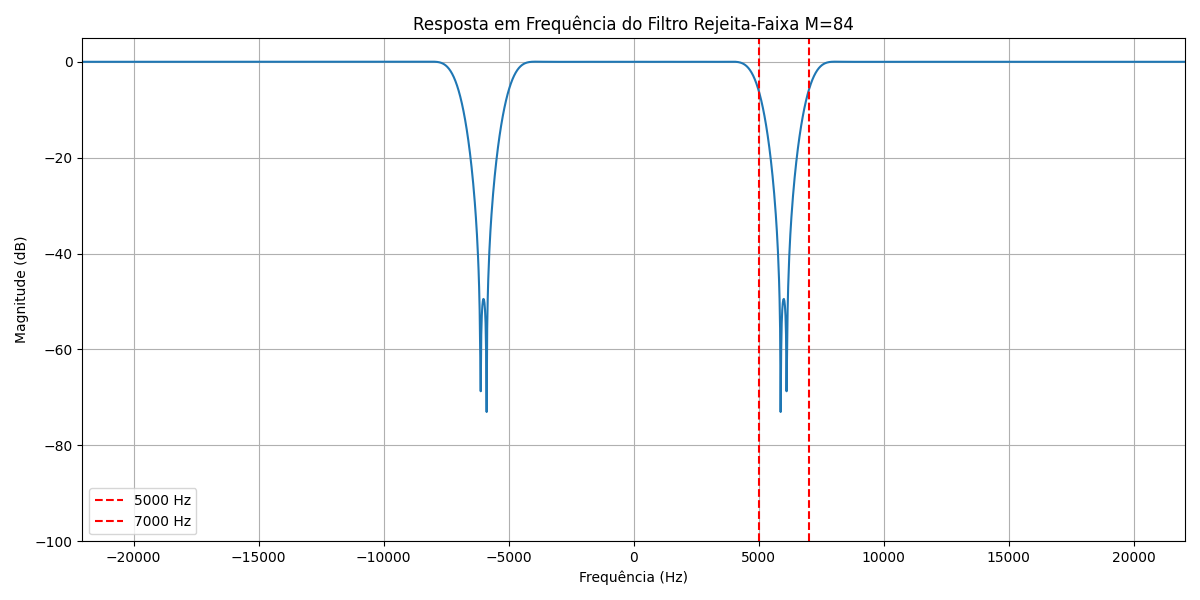 Resposta em Frequência do Filtro Rejeita-Faixa M=84
Magnitude (dB)
0
−20
−40
−60
−80
−100
5000 Hz
7000 Hz
−20000 −15000 −10000 −5000 0 5000 10000 15000 20000
Frequência (Hz)